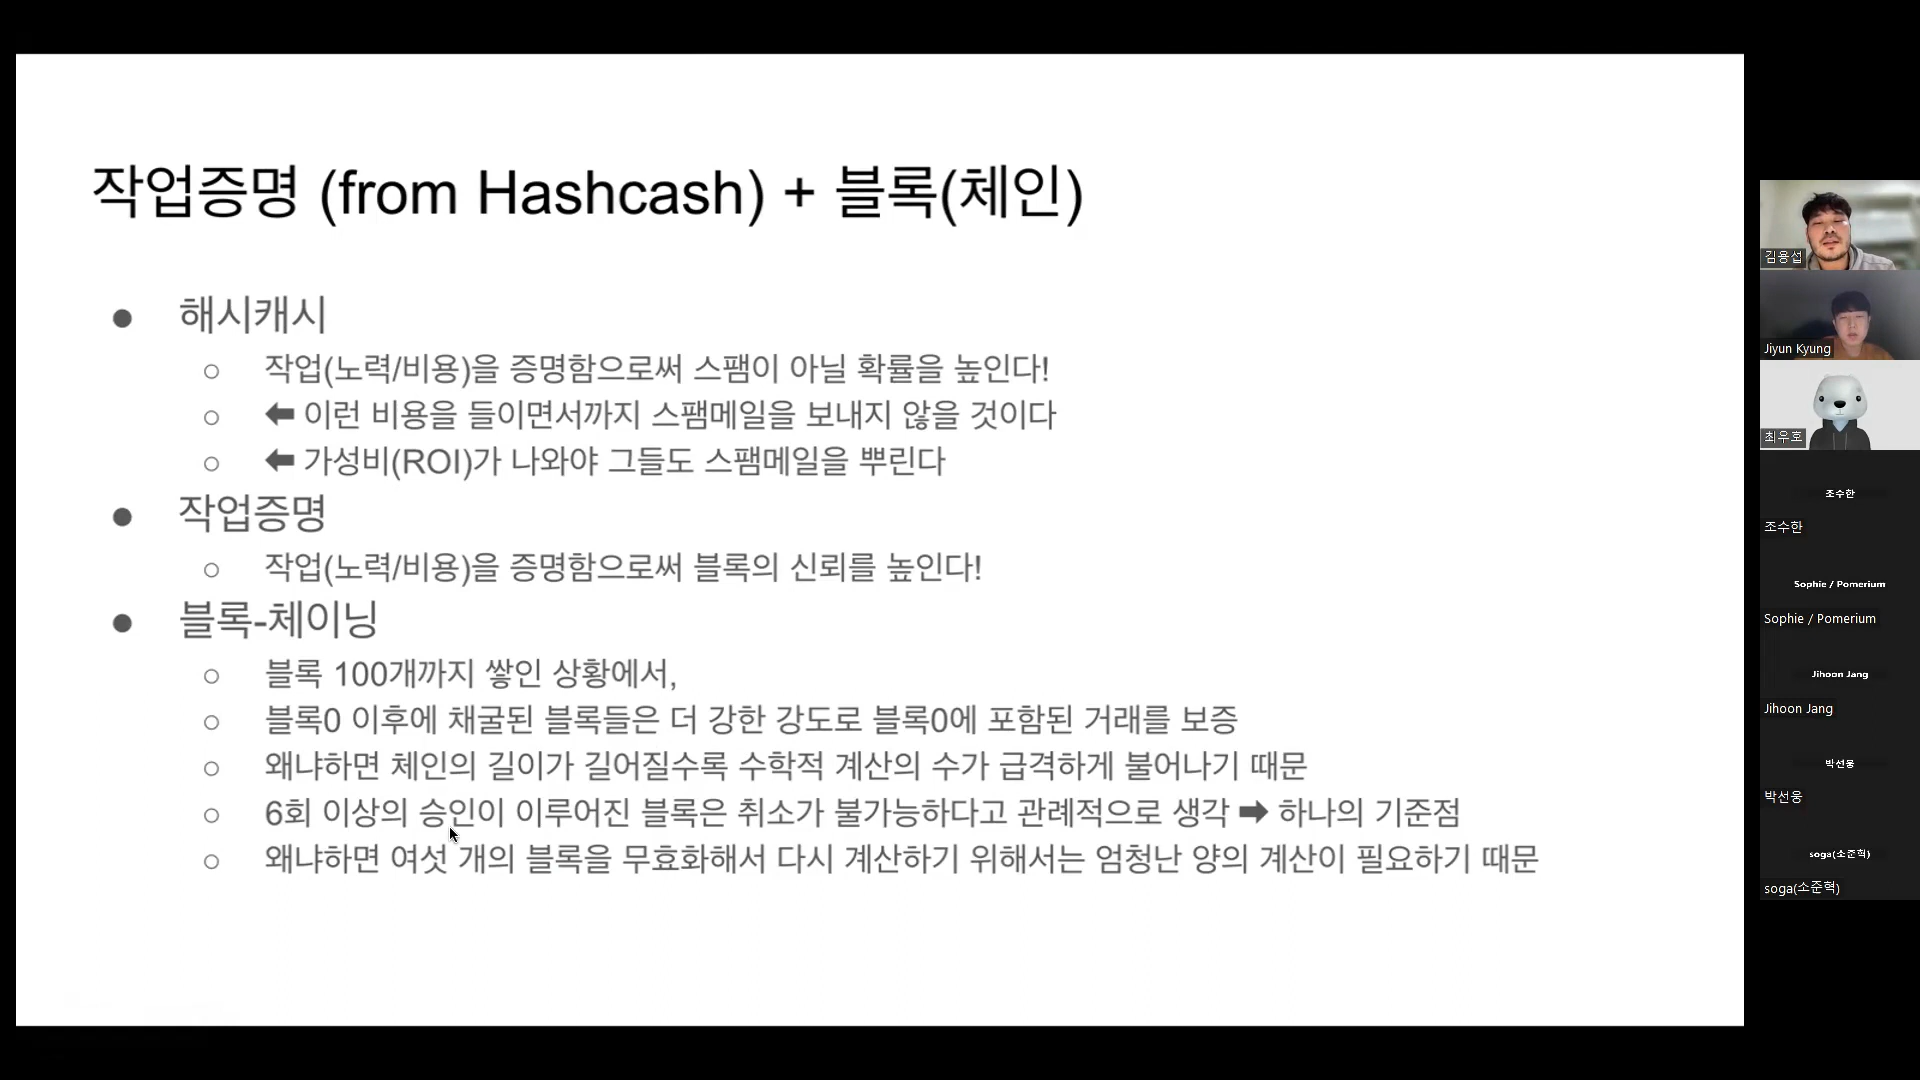 작업증명 (from Hashcash) + 블록(체인)
● 해시캐시
○ 작업(노력/비용)을 증명함으로써 스팸이 아닐 확률을 높인다!
○ ⬅ 이런 비용을 들이면서까지 스팸메일을 보내지 않을 것이다
○ ⬅ 가성비(ROI)가 나와야 그들도 스팸메일을 뿌린다
● 작업증명
○ 작업(노력/비용)을 증명함으로써 블록의 신뢰를 높인다!
● 블록-체이닝
○ 블록 100개까지 쌓인 상황에서,
○ 블록0 이후에 채굴된 블록들은 더 강한 강도로 블록0에 포함된 거래를 보증
○ 왜냐하면 체인의 길이가 길어질수록 수학적 계산의 수가 급격하게 불어나기 때문
○ 6회 이상의 승인이 이루어진 블록은 취소가 불가능하다고 관례적으로 생각 ➡ 하나의 기준점
○ 왜냐하면 여섯 개의 블록을 무효화해서 다시 계산하기 위해서는 엄청난 양의 계산이 필요하기 때문
김용섭
Jiyun Kyung
최우호
조수한
조수한
Sophie / Pomerium
Sophie / Pomerium
Jihoon Jang
Jihoon Jang
박선웅
박선웅
soga(소준혁)
soga(소준혁)